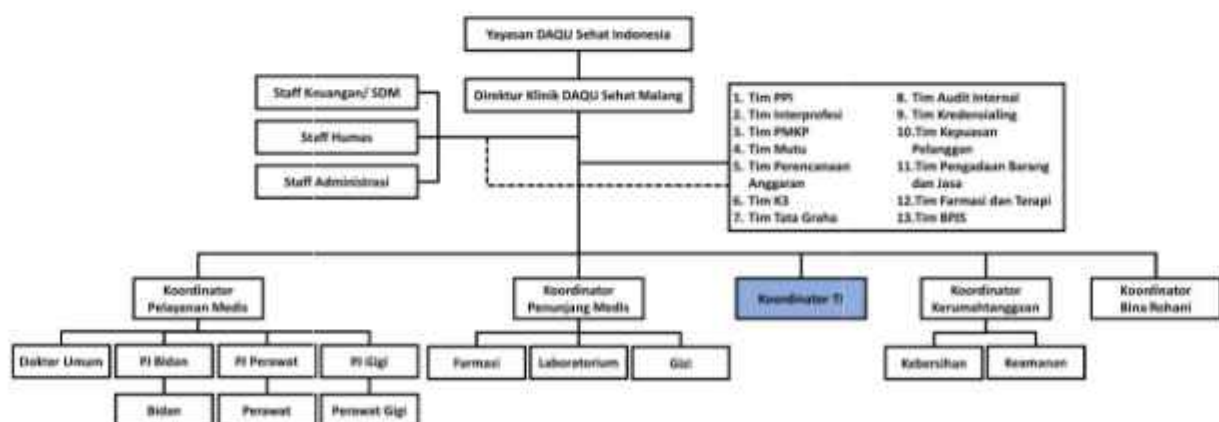 Yayasan DAQU Sehat Indonesia
Staff Keuangan/ SDM
Direktur Klinik DAQU Sehat Malang
Staff Humas
Staff Administrasi
1. Tim PPI
2. Tim Interprofesi
3. Tim PMKP
4. Tim Mutu
5. Tim Perencanaan
Anggaran
6. Tim K3
7. Tim Tata Graha
8. Tim Audit Internal
9. Tim Kredensialing
10.Tim Kepuasan
Pelanggan
11.Tim Pengadaan Barang
dan Jasa
12.Tim Farmasi dan Terapi
13.Tim BPJS
Koordinator
Pelayanan Medis
Koordinator
Penunjang Medis
Koordinator TI
Koordinator
Kerumahtanggaan
Koordinator
Bina Rohani
Dokter Umum
PJ Bidan
PJ Perawat
PJ Gigi
Farmasi
Laboratorium
Gizi
Kebersihan
Keamanan
Bidan
Perawat
Perawat Gigi